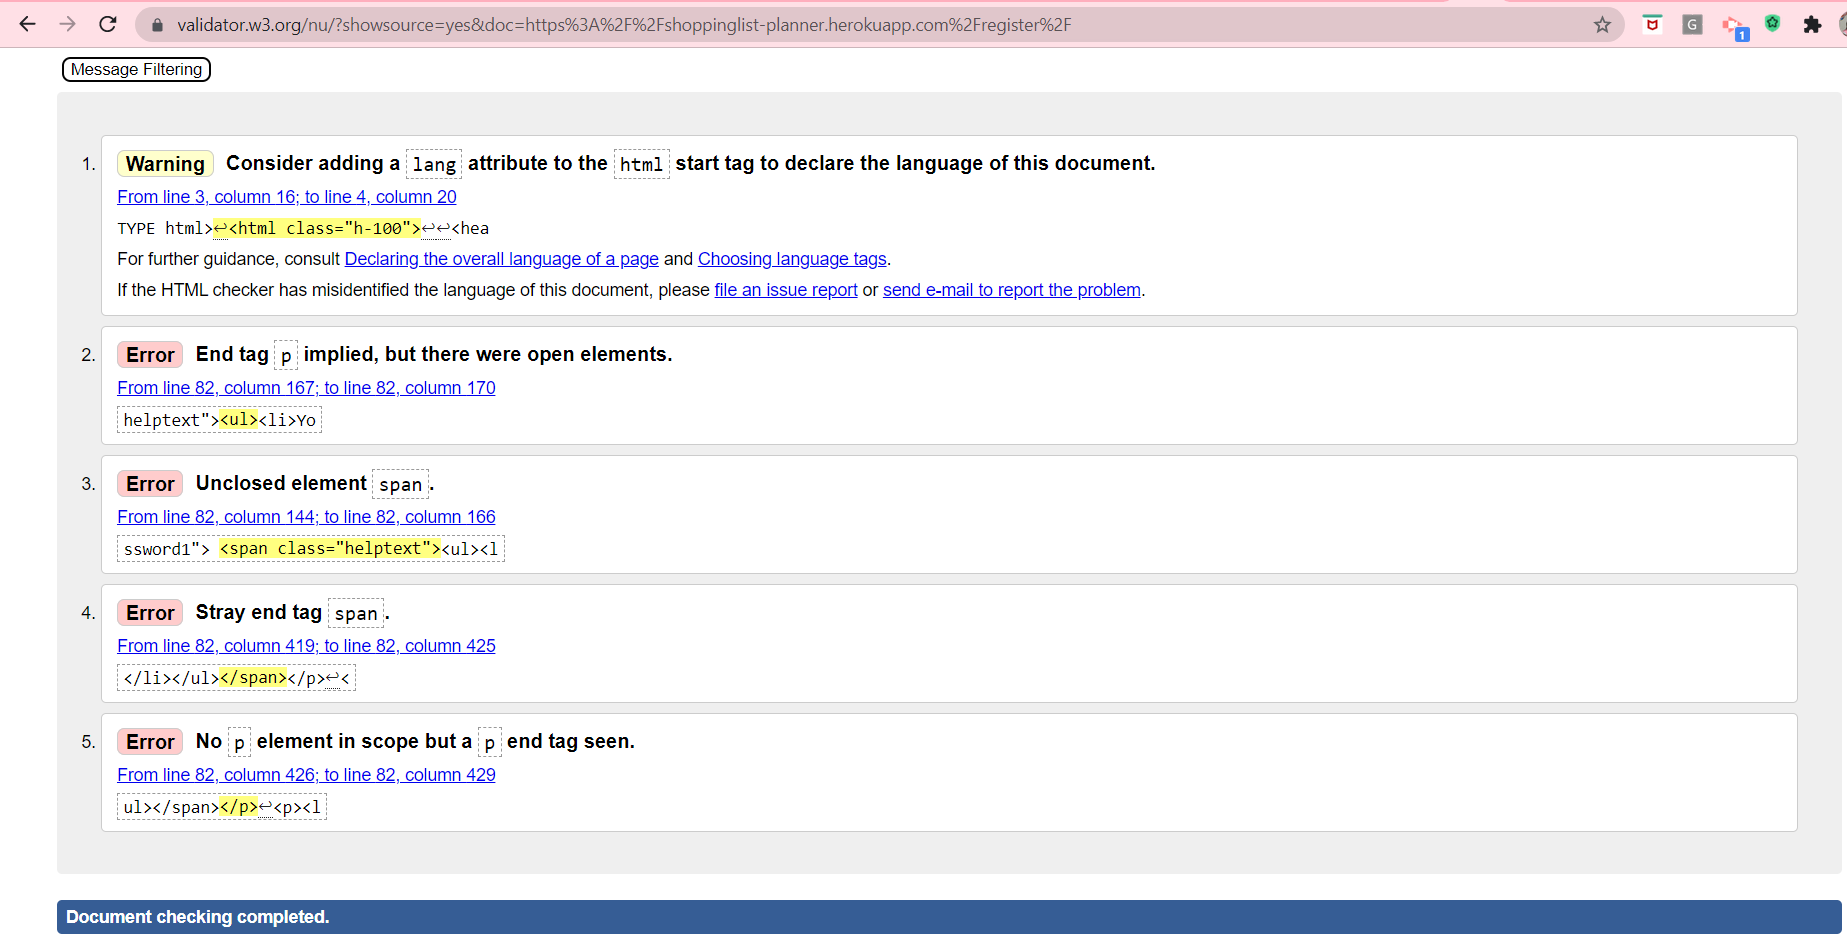 validator.w3.org/nu/?showsource=yes&doc=https%3A%2F%2Fshoppinglist-planner.herokuapp.com%2Fregister%2F
G
1
Message Filtering
1. Warning Consider adding a lang attribute to the html start tag to declare the language of this document.
From line 3, column 16; to line 4, column 20
TYPE html>↩<html class="h-100">↩↩<hea
For further guidance, consult Declaring the overall language of a page and Choosing language tags.
If the HTML checker has misidentified the language of this document, please file an issue report or send e-mail to report the problem.
2. Error End tag p implied, but there were open elements.
From line 82, column 167; to line 82, column 170
helptext"><ul><li>Yo
3. Error Unclosed element span.
From line 82, column 144; to line 82, column 166
ssword1"> <span class="helptext"><ul><l
4. Error Stray end tag span.
From line 82, column 419; to line 82, column 425
</li></ul></span></p>↩<
5. Error No p element in scope but a p end tag seen.
From line 82, column 426; to line 82, column 429
ul></span></p>↩<p><l
Document checking completed.